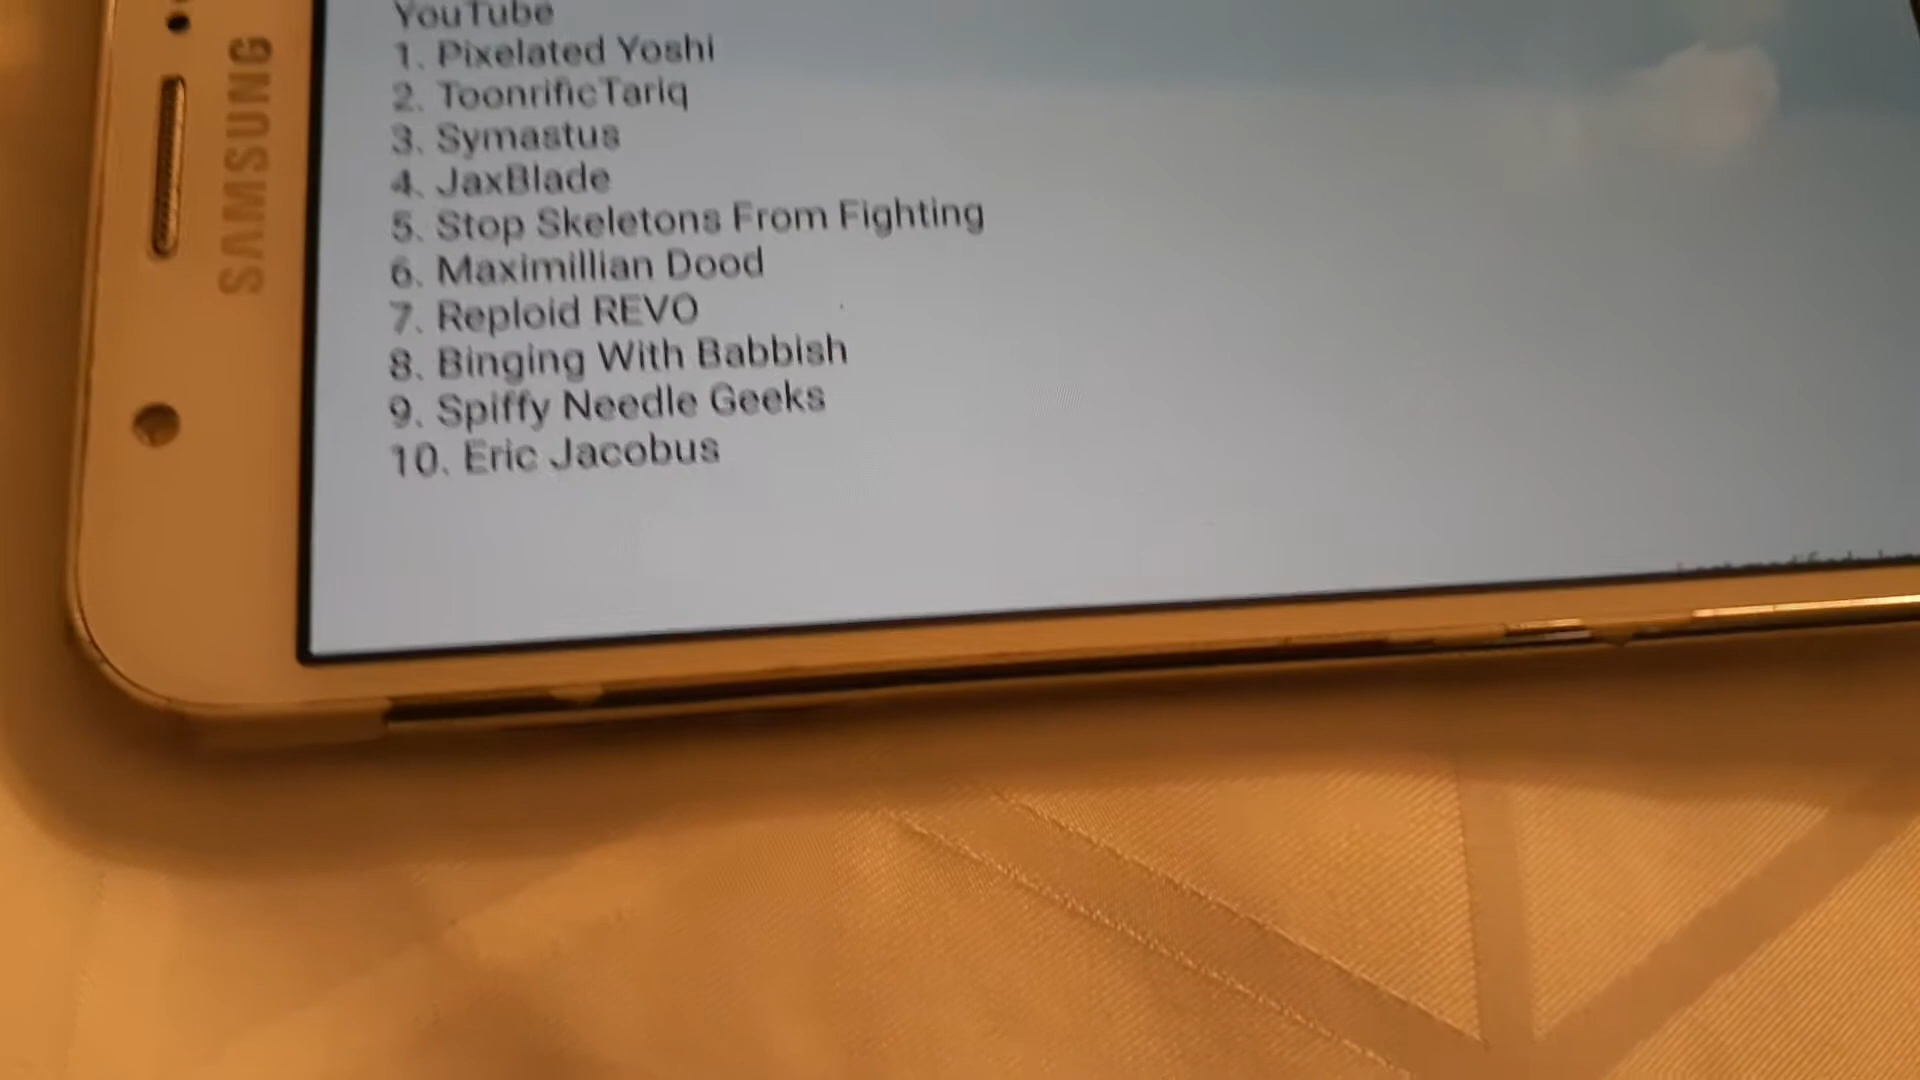 YouTube
1. Pixelated Yoshi
2. ToonrificTariq
3. Symastus
4. JaxBlade
5. Stop Skeletons From Fighting
6. Maximillian Dood
7. Reploid REVO
8. Binging With Babbish
9. Spiffy Needle Geeks
10. Eric Jacobus
SAMSUNG